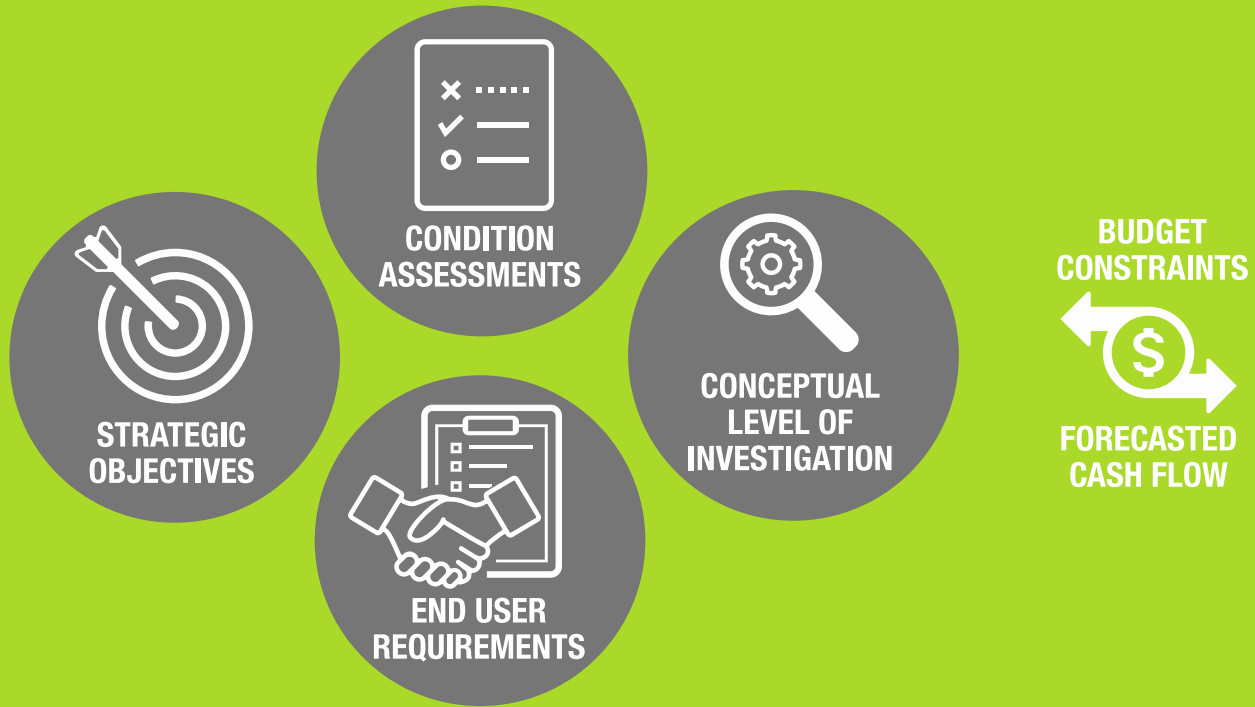 CONDITION
ASSESSMENTS
STRATEGIC
OBJECTIVES
CONCEPTUAL
LEVEL OF
INVESTIGATION
END USER
REQUIREMENTS
BUDGET
CONSTRAINTS
$
FORECASTED
CASH FLOW